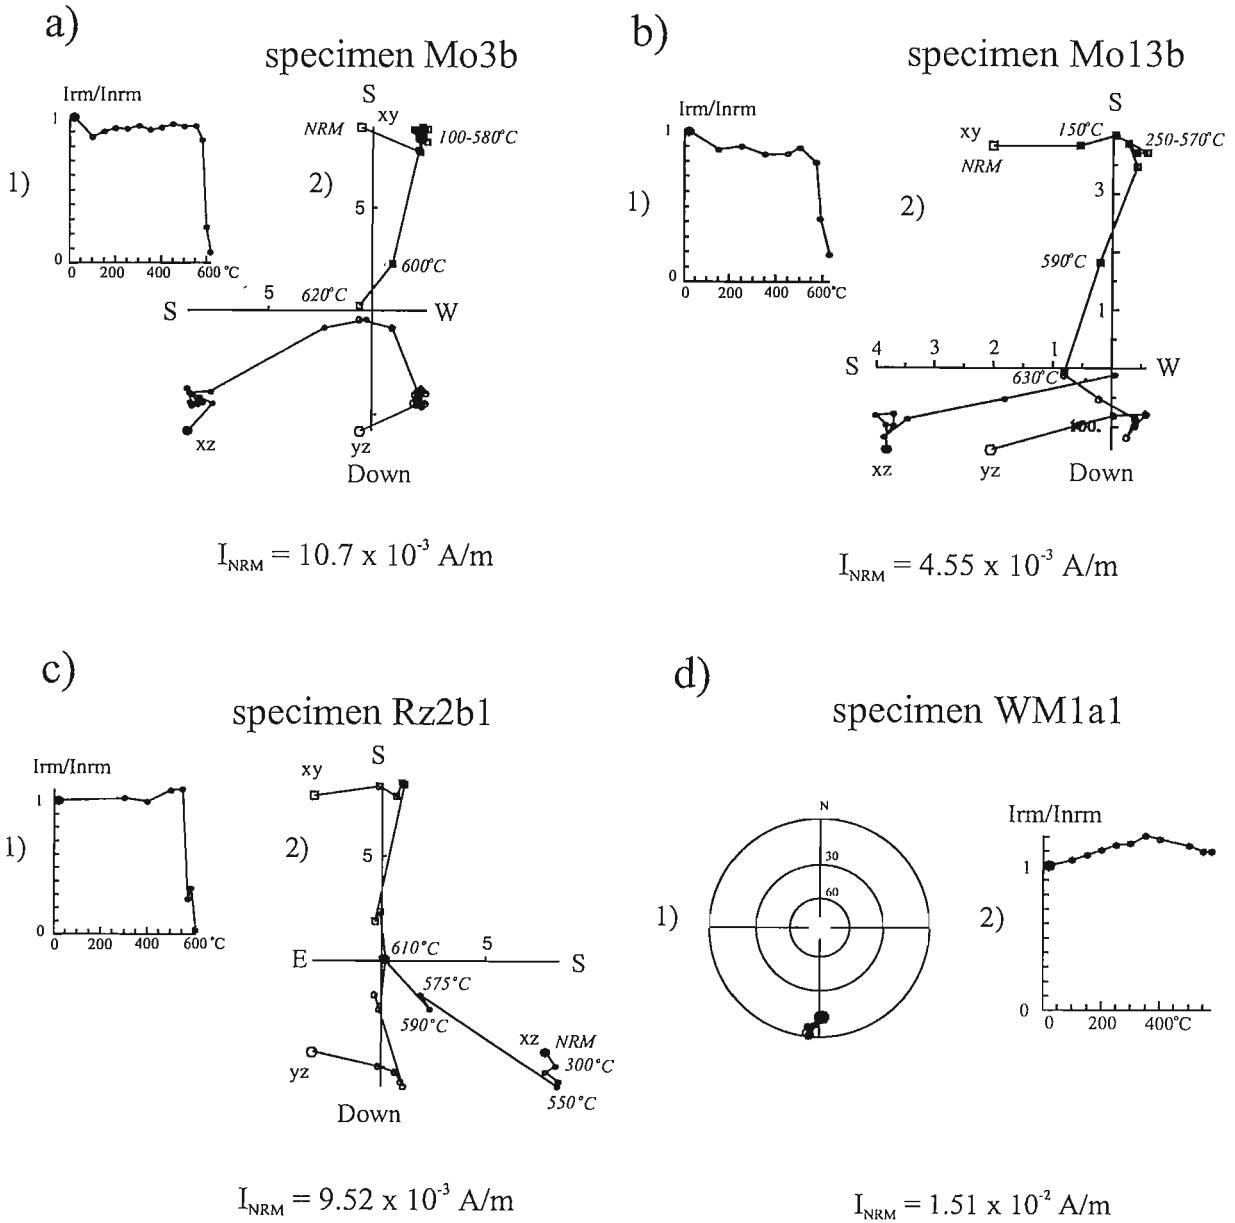 a)
specimen Mo3b
Irm/Inrm
1
0
0 200 400 600°C
1)
2)
S
xy
NRM
100-580°C
5
600°C
620°C
5
S
W
xz
yz
Down
I_NRM = 10.7 x 10^-3 A/m
b)
specimen Mo13b
Irm/Inrm
1
0
0 200 400 600°C
1)
2)
S
xy
NRM
150°C
250-570°C
3
590°C
1
S
4 3 2 1
W
630°C
100.
xz
yz
Down
I_NRM = 4.55 x 10^-3 A/m
c)
specimen Rz2b1
Irm/Inrm
1
0
0 200 400 600°C
1)
2)
S
xy
5
E
610°C
5
S
575°C
590°C
xz
NRM
300°C
550°C
yz
Down
I_NRM = 9.52 x 10^-3 A/m
d)
specimen WM1a1
1)
N
30
60
2)
Irm/Inrm
1
0
0 200 400°C
I_NRM = 1.51 x 10^-2 A/m